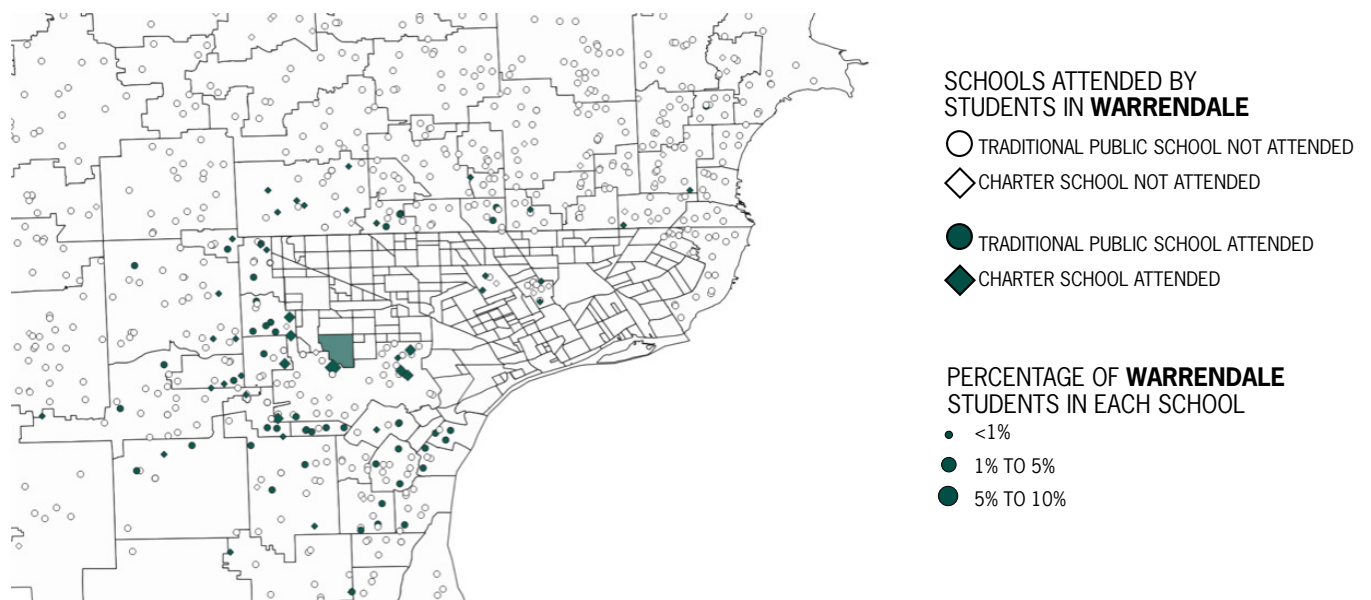 SCHOOLS ATTENDED BY
STUDENTS IN WARRENDALE
TRADITIONAL PUBLIC SCHOOL NOT ATTENDED
CHARTER SCHOOL NOT ATTENDED
TRADITIONAL PUBLIC SCHOOL ATTENDED
CHARTER SCHOOL ATTENDED
PERCENTAGE OF WARRENDALE
STUDENTS IN EACH SCHOOL
<1%
1% TO 5%
5% TO 10%